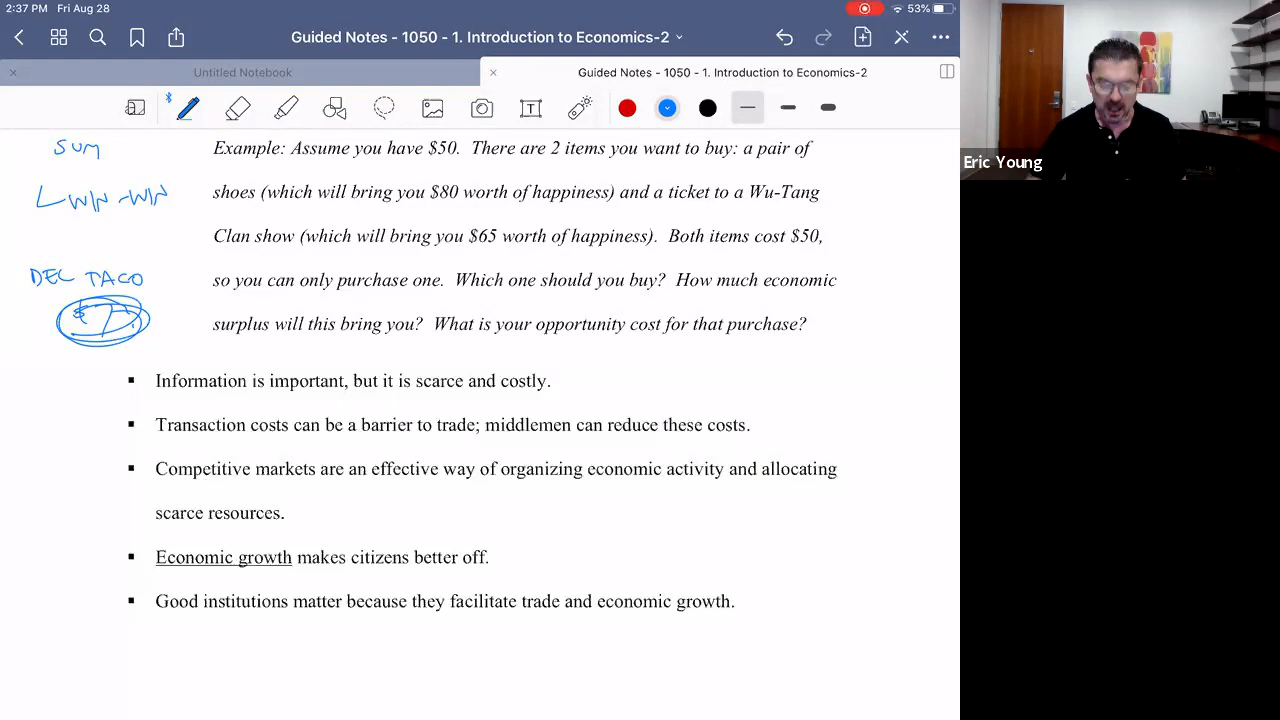 2:37 PM Fri Aug 28
53%
Guided Notes - 1050 - 1. Introduction to Economics-2
Untitled Notebook
Guided Notes - 1050 - 1. Introduction to Economics-2
SUM
WIN-WIN
DEL TACO
$7
Example: Assume you have $50. There are 2 items you want to buy: a pair of
shoes (which will bring you $80 worth of happiness) and a ticket to a Wu-Tang
Clan show (which will bring you $65 worth of happiness). Both items cost $50,
so you can only purchase one. Which one should you buy? How much economic
surplus will this bring you? What is your opportunity cost for that purchase?
▪ Information is important, but it is scarce and costly.
▪ Transaction costs can be a barrier to trade; middlemen can reduce these costs.
▪ Competitive markets are an effective way of organizing economic activity and allocating
scarce resources.
▪ Economic growth makes citizens better off.
▪ Good institutions matter because they facilitate trade and economic growth.
Eric Young